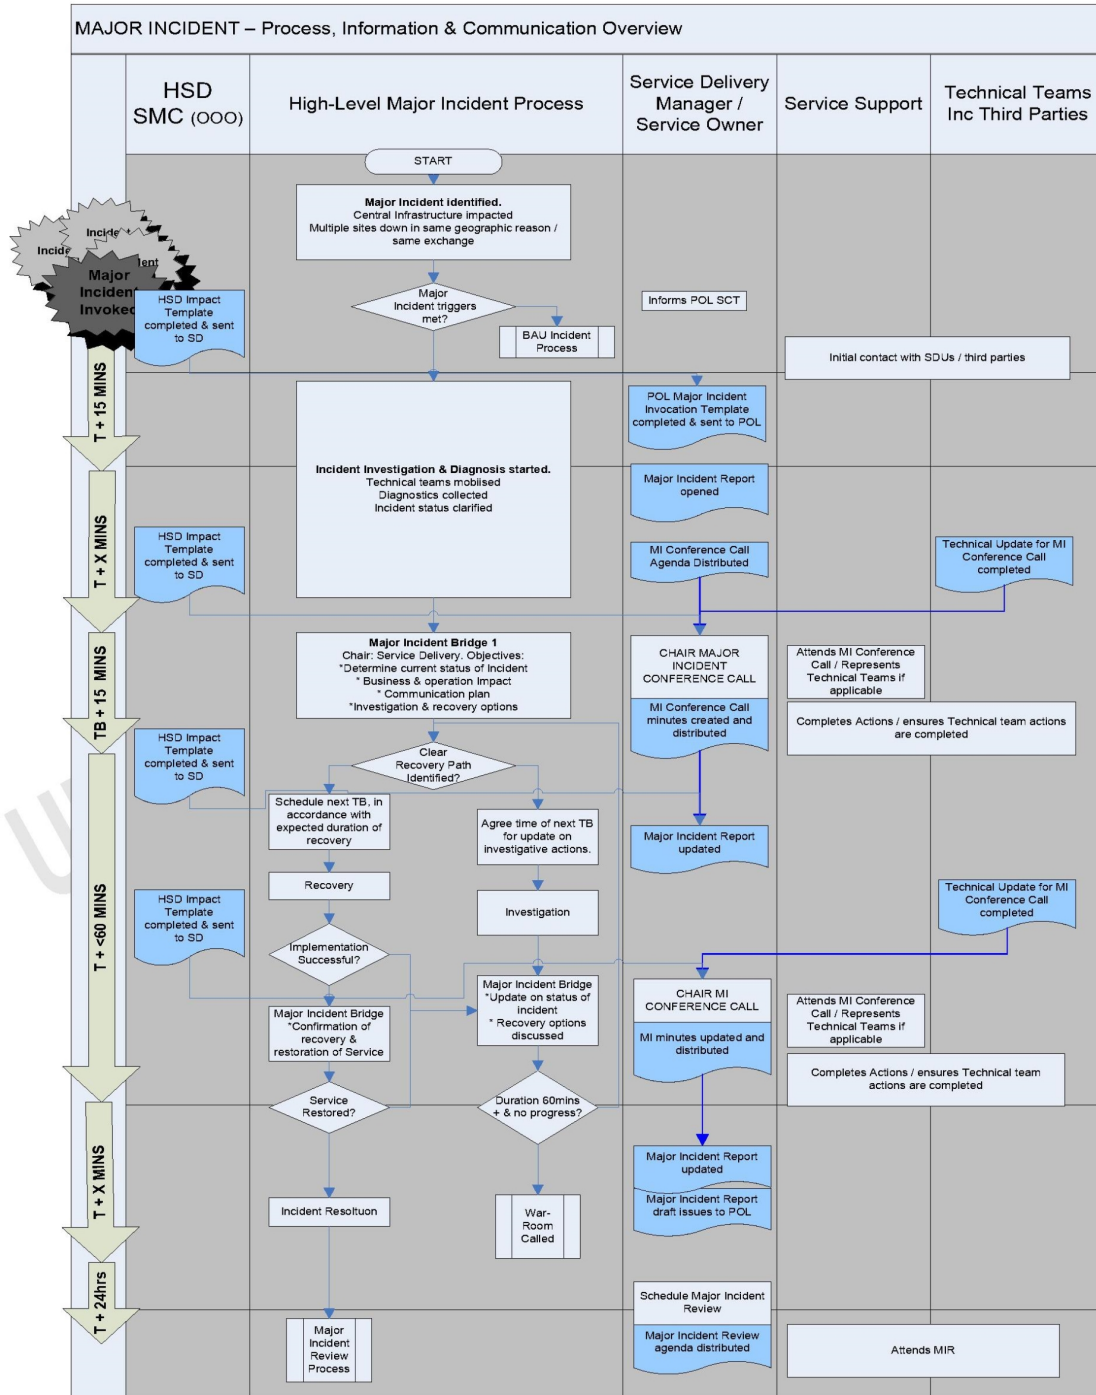 MAJOR INCIDENT – Process, Information & Communication Overview
HSD
SMC (OOO)
High-Level Major Incident Process
Service Delivery
Manager /
Service Owner
Service Support
Technical Teams
Inc Third Parties
START
Major Incident identified.
Central Infrastructure impacted
Multiple sites down in same geographic reason /
same exchange
Major
Incident
Invoked
HSD Impact
Template
completed & sent
to SD
Major
Incident triggers
met?
BAU Incident
Process
Informs POL SCT
Initial contact with SDUs / third parties
T + 15 MINS
POL Major Incident
Invocation Template
completed & sent to POL
Incident Investigation & Diagnosis started.
Technical teams mobilised
Diagnostics collected
Incident status clarified
Major Incident Report
opened
T + X MINS
HSD Impact
Template
completed & sent
to SD
MI Conference Call
Agenda Distributed
Technical Update for MI
Conference Call
completed
TB + 15 MINS
Major Incident Bridge 1
Chair: Service Delivery. Objectives:
*Determine current status of Incident
* Business & operation Impact
* Communication plan
*Investigation & recovery options
CHAIR MAJOR
INCIDENT
CONFERENCE CALL
MI Conference Call
minutes created and
distributed
Attends MI Conference
Call / Represents
Technical Teams if
applicable
Completes Actions / ensures Technical team actions
are completed
HSD Impact
Template
completed & sent
to SD
Clear
Recovery Path
Identified?
Schedule next TB, in
accordance with
expected duration of
recovery
Agree time of next TB
for update on
investigative actions.
Major Incident Report
updated
T + <60 MINS
Recovery
Investigation
HSD Impact
Template
completed & sent
to SD
Technical Update for MI
Conference Call
completed
Implementation
Successful?
Major Incident Bridge
*Confirmation of
recovery &
restoration of Service
Major Incident Bridge
*Update on status of
incident
* Recovery options
discussed
CHAIR MI
CONFERENCE CALL
MI minutes updated and
distributed
Attends MI Conference
Call / Represents
Technical Teams if
applicable
Completes Actions / ensures Technical team
actions are completed
Service
Restored?
Duration 60mins
+ & no progress?
T + X MINS
Major Incident Report
updated
Major Incident Report
draft issues to POL
Incident Resoltuon
War-
Room
Called
T + 24hrs
Schedule Major Incident
Review
Major Incident Review
agenda distributed
Major
Incident
Review
Process
Attends MIR